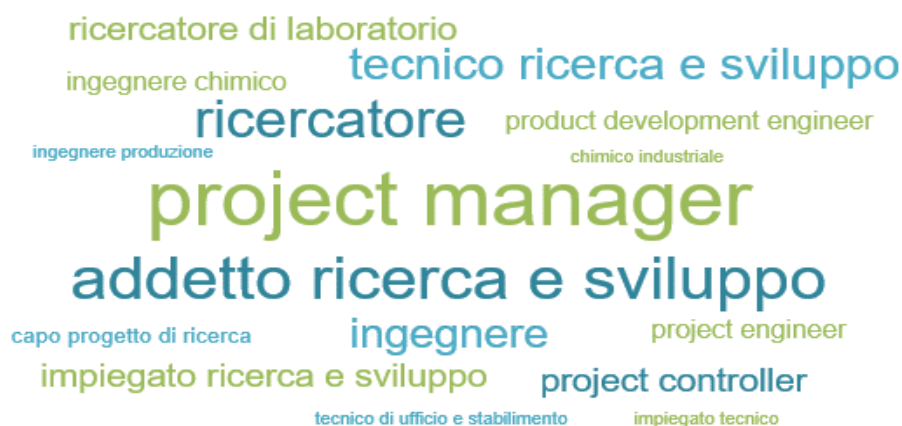 ricercatore di laboratorio
tecnico ricerca e sviluppo
ingegnere chimico
ricercatore
product development engineer
ingegnere produzione
chimico industriale
project manager
addetto ricerca e sviluppo
capo progetto di ricerca
ingegnere
project engineer
impiegato ricerca e sviluppo
project controller
tecnico di ufficio e stabilimento
impiegato tecnico